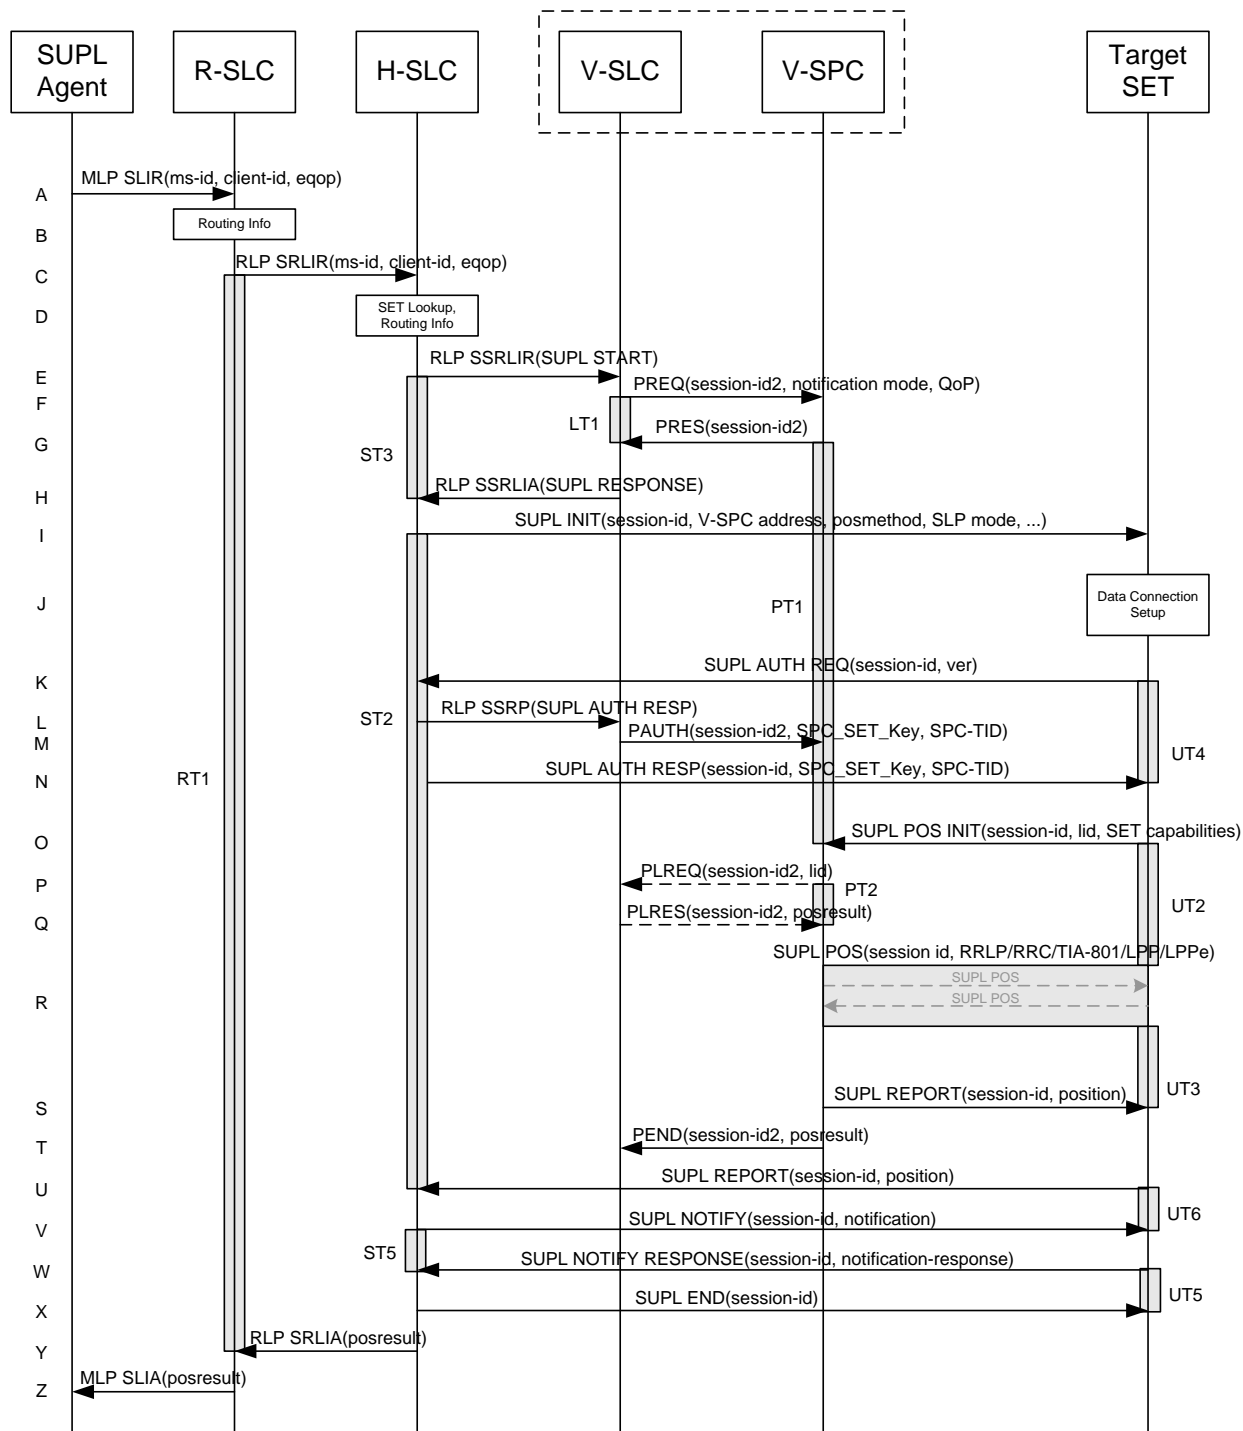 SUPL
Agent
R-SLC
H-SLC
V-SLC
V-SPC
Target
SET
A
MLP SLIR(ms-id, client-id, eqop)
B
Routing Info
C
RLP SRLIR(ms-id, client-id, eqop)
D
SET Lookup,
Routing Info
E
RLP SSRLIR(SUPL START)
F
PREQ(session-id2, notification mode, QoP)
LT1
G
PRES(session-id2)
ST3
H
RLP SSRLIA(SUPL RESPONSE)
I
SUPL INIT(session-id, V-SPC address, posmethod, SLP mode, ...)
J
PT1
Data Connection
Setup
K
SUPL AUTH REQ(session-id, ver)
L
ST2
RLP SSRP(SUPL AUTH RESP)
M
PAUTH(session-id2, SPC_SET_Key, SPC-TID)
UT4
N
RT1
SUPL AUTH RESP(session-id, SPC_SET_Key, SPC-TID)
O
SUPL POS INIT(session-id, lid, SET capabilities)
P
PLREQ(session-id2, lid)
PT2
Q
PLRES(session-id2, posresult)
UT2
SUPL POS(session id, RRLP/RRC/TIA-801/LPP/LPPe)
SUPL POS
R
SUPL POS
UT3
S
SUPL REPORT(session-id, position)
T
PEND(session-id2, posresult)
U
SUPL REPORT(session-id, position)
UT6
V
SUPL NOTIFY(session-id, notification)
ST5
W
SUPL NOTIFY RESPONSE(session-id, notification-response)
UT5
X
SUPL END(session-id)
Y
RLP SRLIA(posresult)
Z
MLP SLIA(posresult)